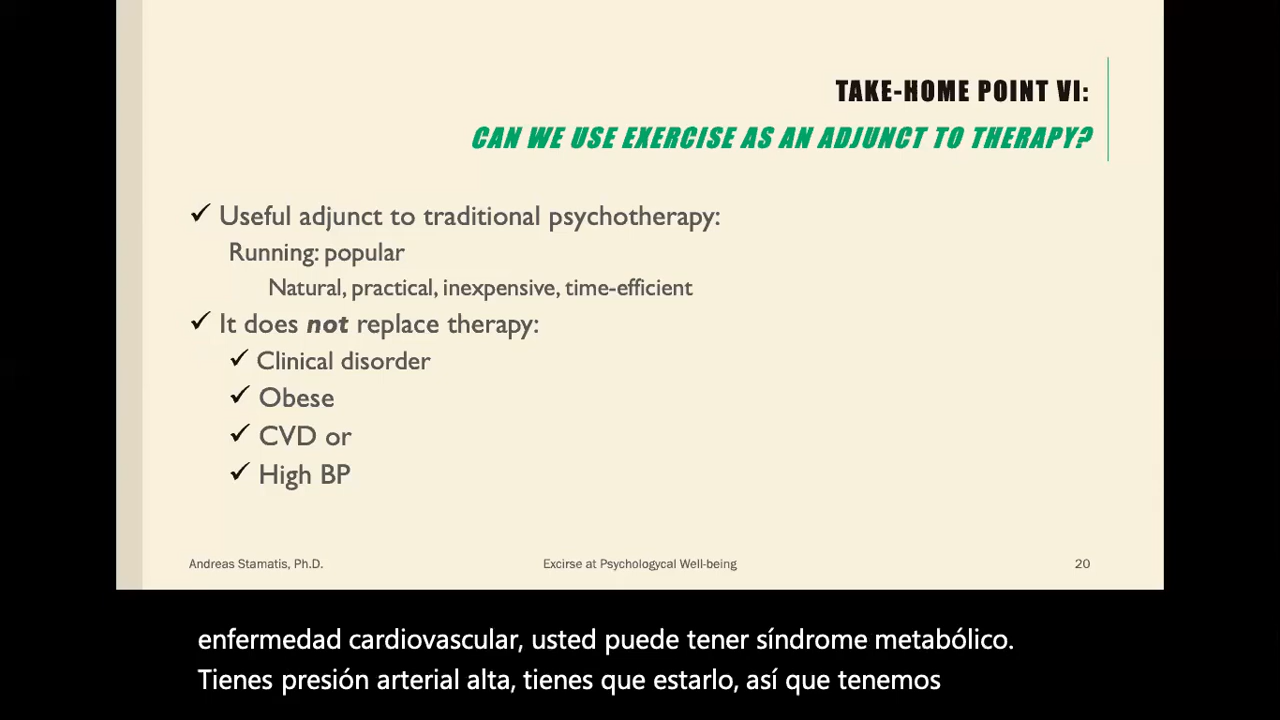 TAKE-HOME POINT VI:
CAN WE USE EXERCISE AS AN ADJUNCT TO THERAPY?
✓ Useful adjunct to traditional psychotherapy:
Running: popular
Natural, practical, inexpensive, time-efficient
✓ It does not replace therapy:
✓ Clinical disorder
✓ Obese
✓ CVD or
✓ High BP
Andreas Stamatis, Ph.D.
Excirse at Psychologycal Well-being
20
enfermedad cardiovascular, usted puede tener síndrome metabólico.
Tienes presión arterial alta, tienes que estarlo, así que tenemos